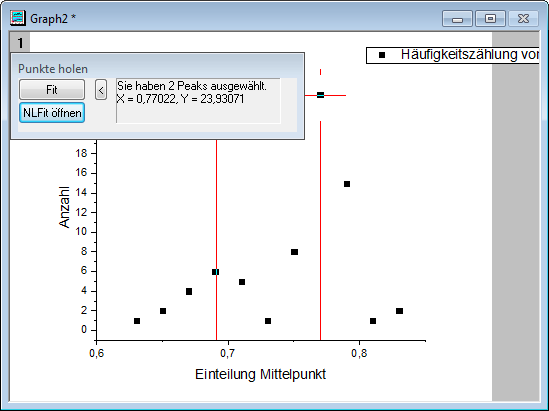 Graph2 *
1
Häufigkeitszählung von
Punkte holen
Fit
<
Sie haben 2 Peaks ausgewählt.
X = 0,77022, Y = 23,93071
NLFit öffnen
18
16
14
12
10
8
6
4
2
0
Anzahl
0,6
0,7
0,8
Einteilung Mittelpunkt